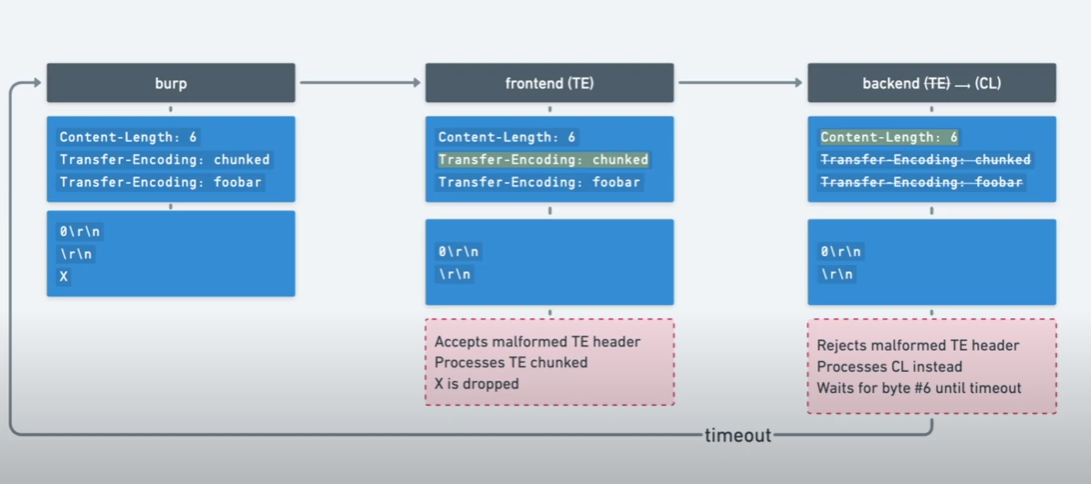 burp
Content-Length: 6
Transfer-Encoding: chunked
Transfer-Encoding: foobar
0\r\n
\r\n
X
frontend (TE)
Content-Length: 6
Transfer-Encoding: chunked
Transfer-Encoding: foobar
0\r\n
\r\n
Accepts malformed TE header
Processes TE chunked
X is dropped
backend (TE) → (CL)
Content-Length: 6
Transfer-Encoding: chunked
Transfer-Encoding: foobar
0\r\n
\r\n
Rejects malformed TE header
Processes CL instead
Waits for byte #6 until timeout
timeout